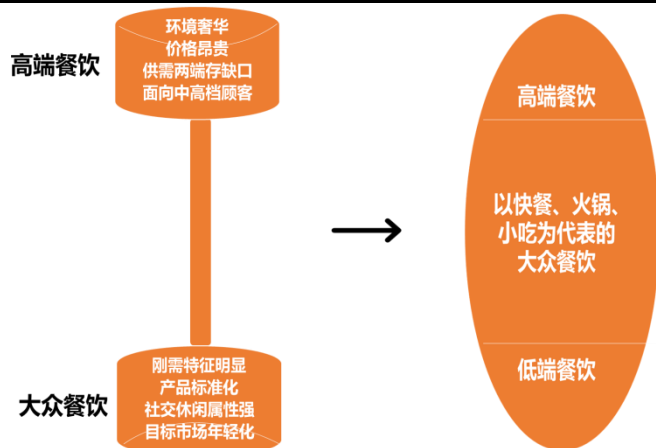 高端餐饮
环境奢华
价格昂贵
供需两端存缺口
面向中高档顾客
大众餐饮
刚需特征明显
产品标准化
社交休闲属性强
目标市场年轻化
高端餐饮
以快餐、火锅、
小吃为代表的
大众餐饮
低端餐饮